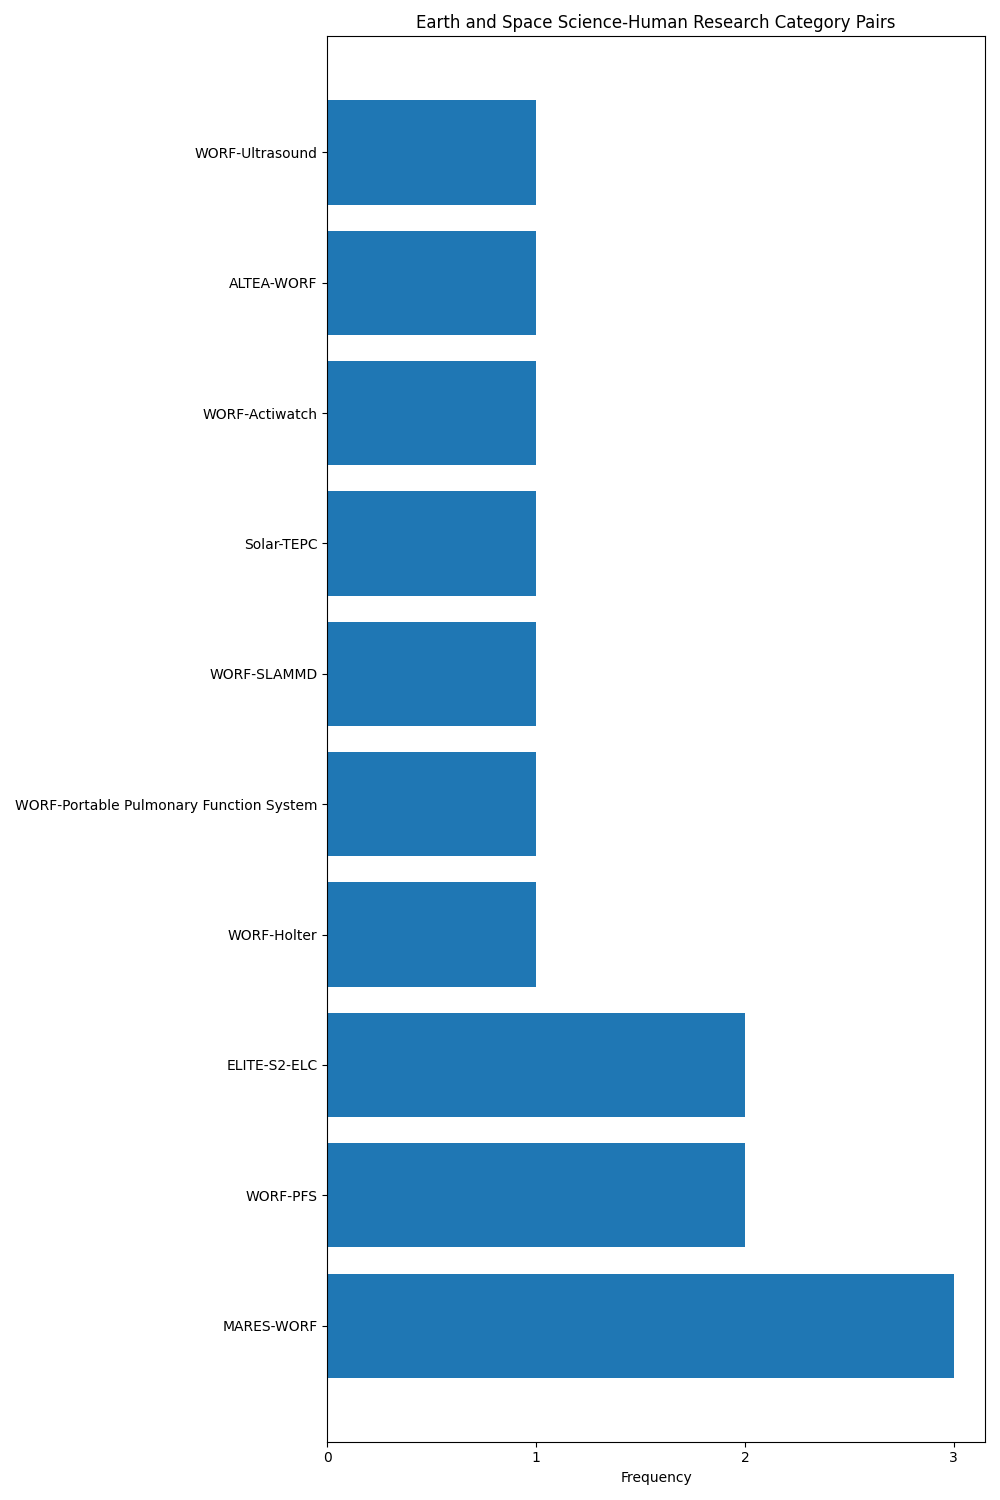 Earth and Space Science-Human Research Category Pairs
WORF-Ultrasound
ALTEA-WORF
WORF-Actiwatch
Solar-TEPC
WORF-SLAMMD
WORF-Portable Pulmonary Function System
WORF-Holter
ELITE-S2-ELC
WORF-PFS
MARES-WORF
0 1 2 3
Frequency